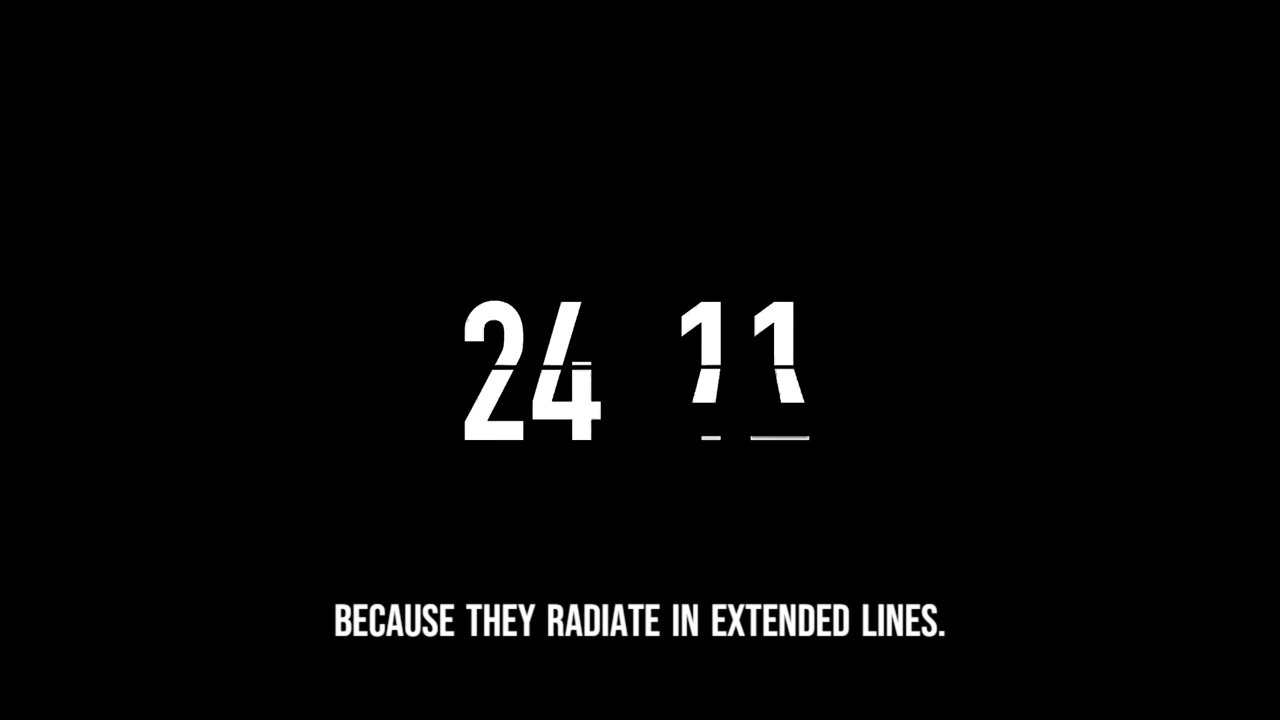 24 11
BECAUSE THEY RADIATE IN EXTENDED LINES.